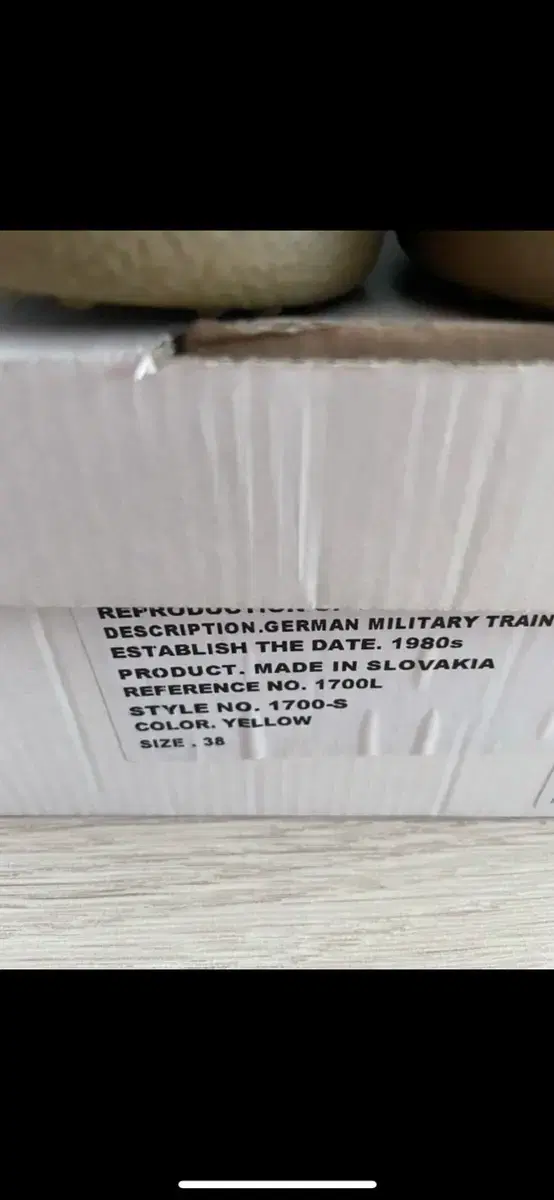 DESCRIPTION.GERMAN MILITARY TRAIN
ESTABLISH THE DATE. 1980s
PRODUCT. MADE IN SLOVAKIA
REFERENCE NO. 1700L
STYLE NO. 1700-S
COLOR. YELLOW
SIZE . 38